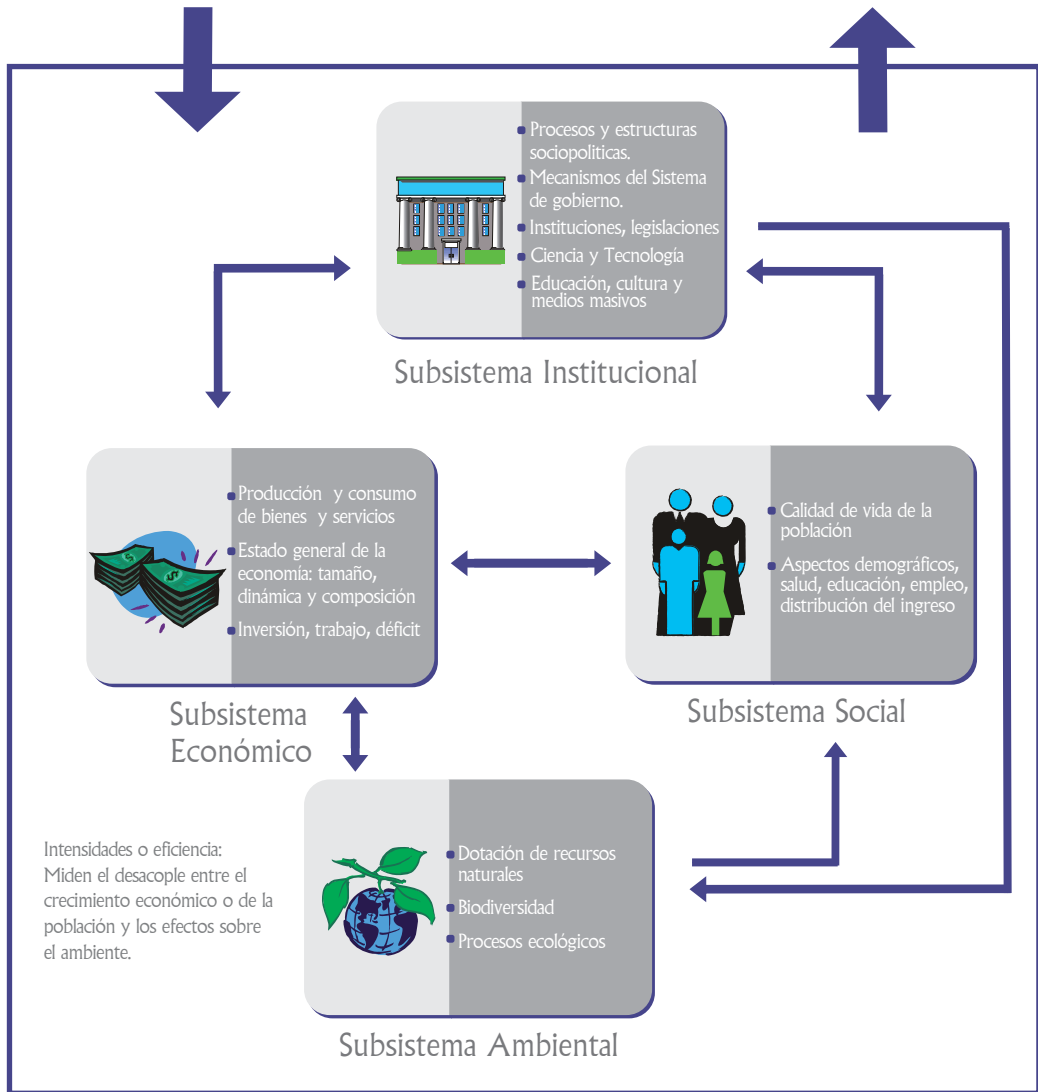 Procesos y estructuras
sociopoliticas.
Mecanismos del Sistema
de gobierno.
Instituciones, legislaciones
Ciencia y Tecnología
Educación, cultura y
medios masivos
Subsistema Institucional
Producción y consumo
de bienes y servicios
Estado general de la
economía: tamaño,
dinámica y composición
Inversión, trabajo, déficit
Subsistema
Económico
Calidad de vida de la
población
Aspectos demográficos,
salud, educación, empleo,
distribución del ingreso
Subsistema Social
Intensidades o eficiencia:
Miden el desacople entre el
crecimiento económico o de la
población y los efectos sobre
el ambiente.
Dotación de recursos
naturales
Biodiversidad
Procesos ecológicos
Subsistema Ambiental